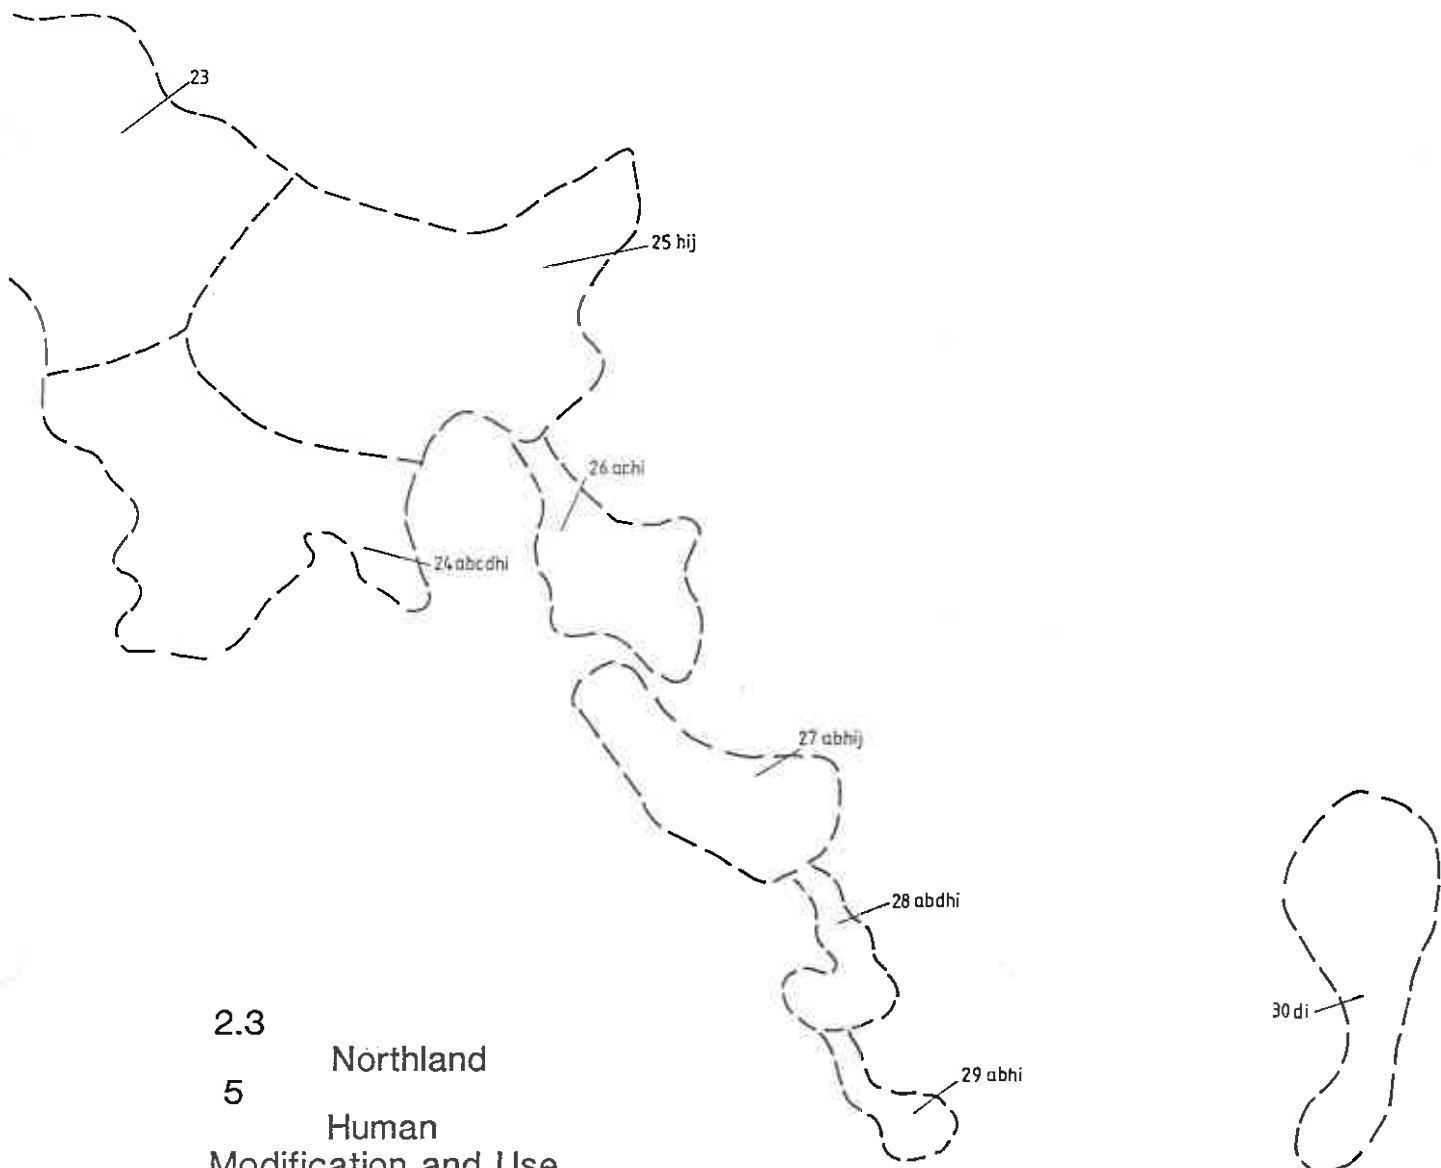 23
25 hij
26 achi
24 abcdhi
27 abhij
28 abdhi
30 di
29 abhi
2.3
Northland
5
Human
Modification and Use